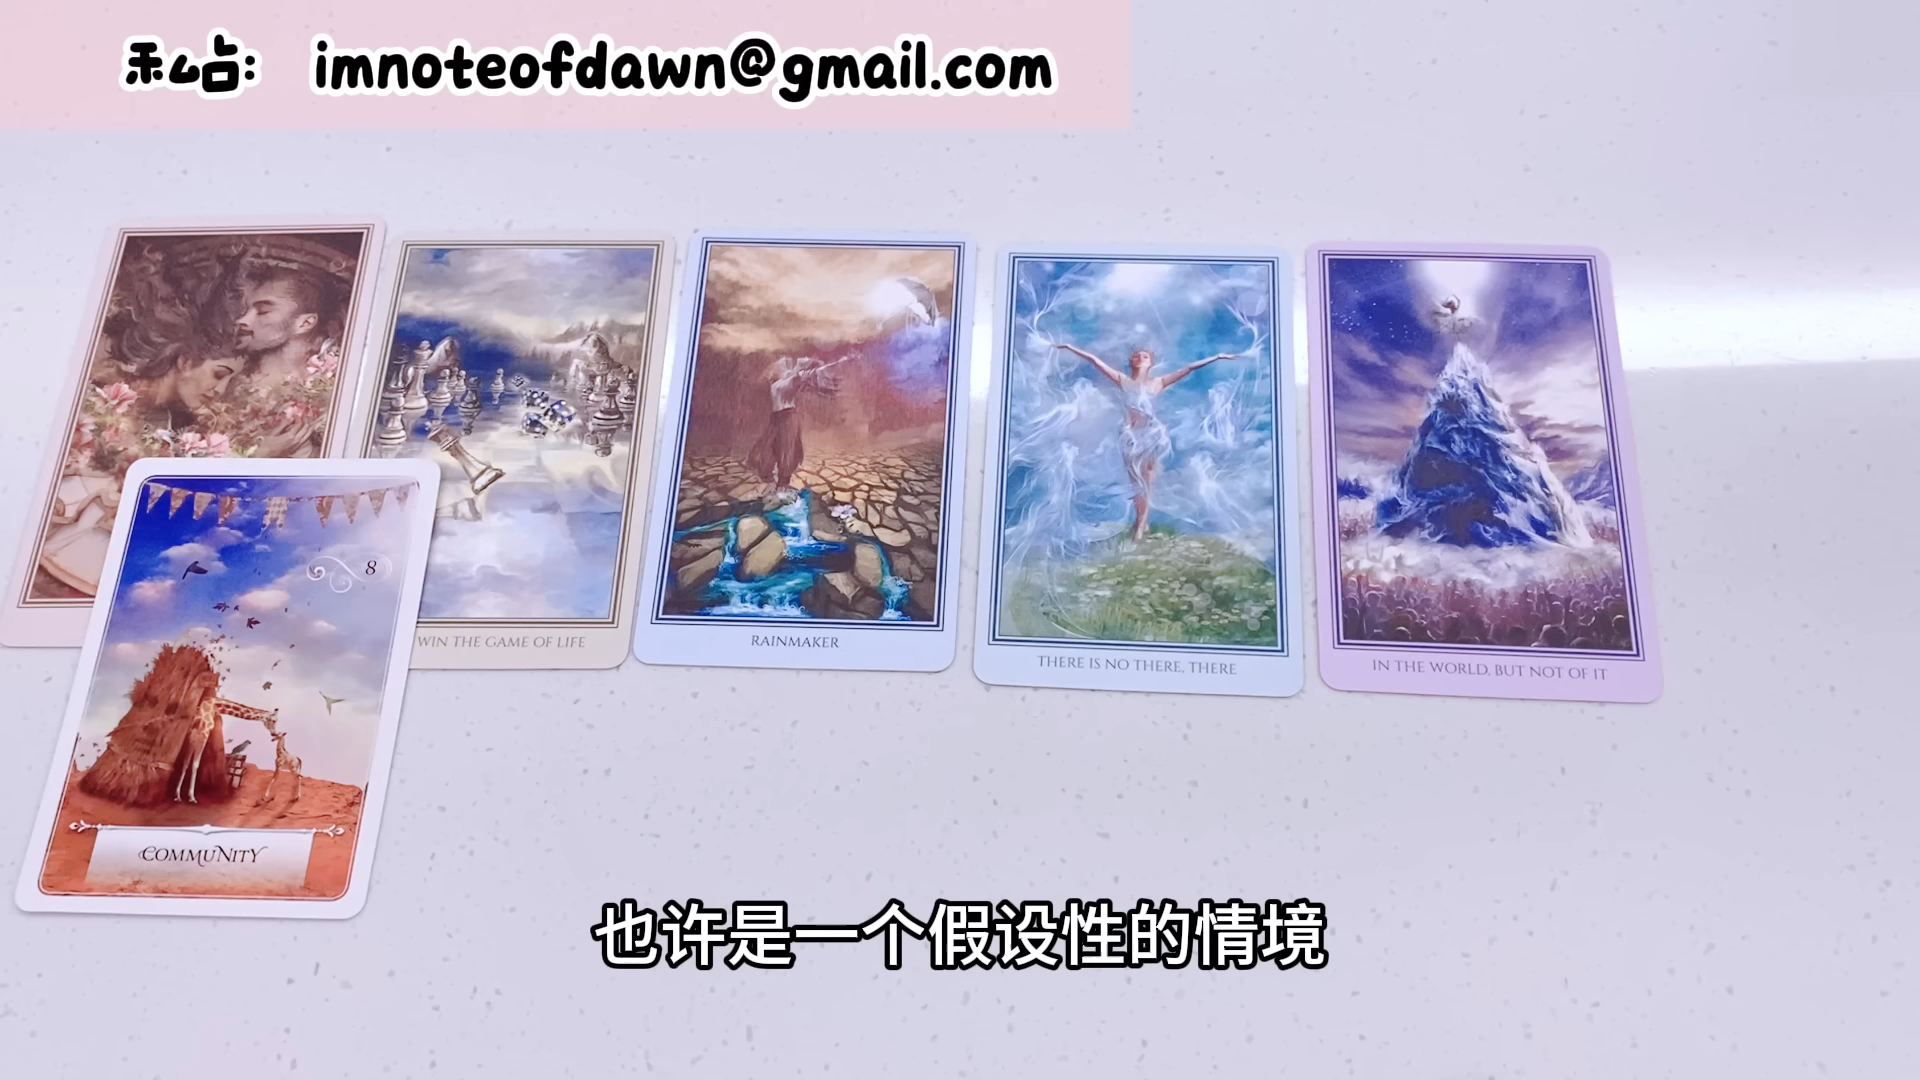 私占: imnoteofdawn@gmail.com
WIN THE GAME OF LIFE
RAINMAKER
THERE IS NO THERE, THERE
IN THE WORLD, BUT NOT OF IT
8
COMMUNITY
也许是一个假设性的情境